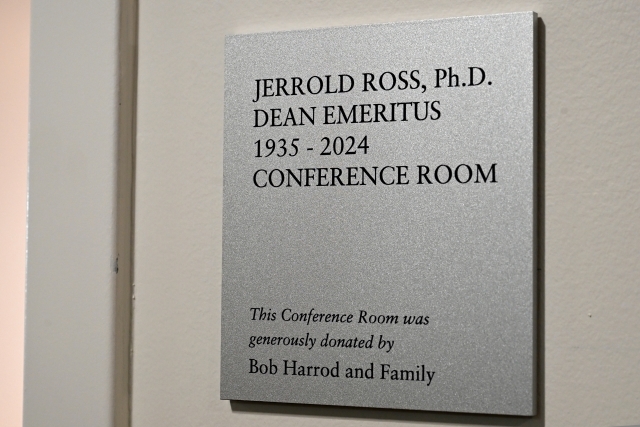 JERROLD ROSS, Ph.D.
DEAN EMERITUS
1935 - 2024
CONFERENCE ROOM
This Conference Room was
generously donated by
Bob Harrod and Family